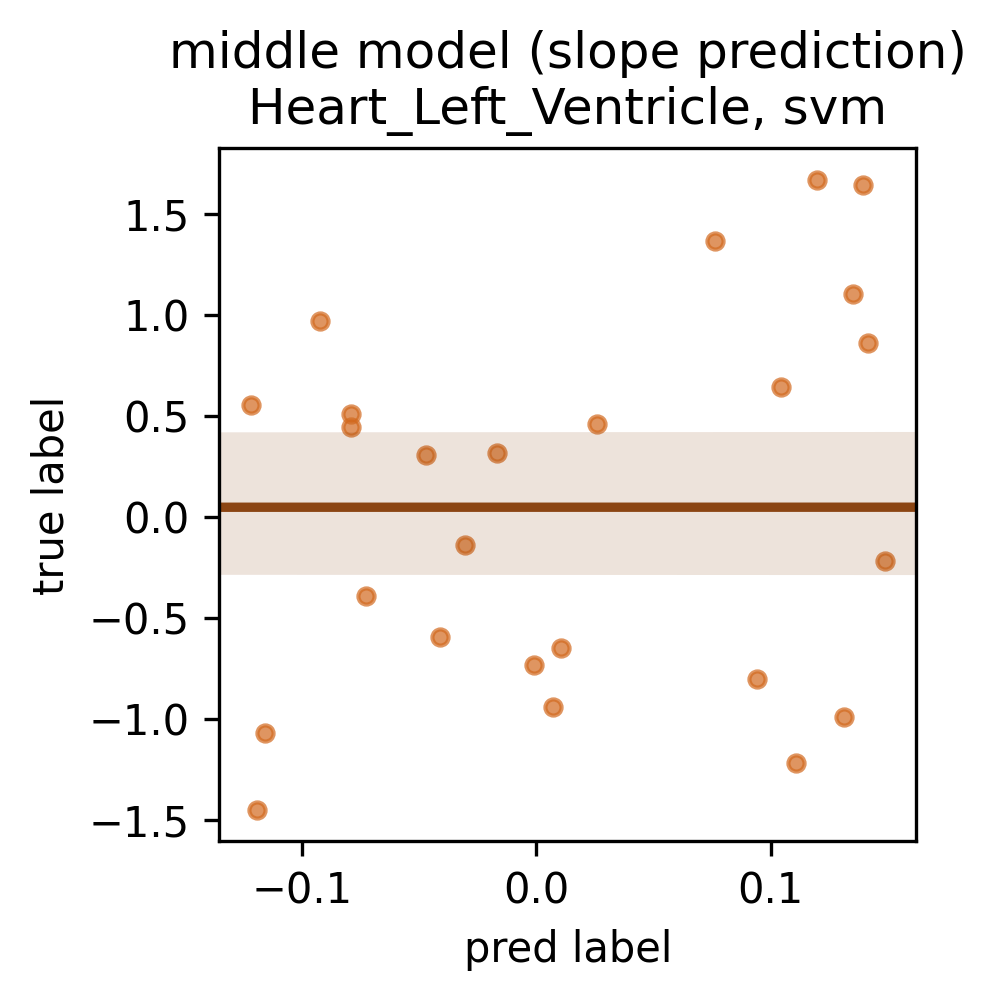 middle model (slope prediction)
Heart_Left_Ventricle, svm
1.5
1.0
0.5
0.0
−0.5
−1.0
−1.5
true label
−0.1
0.0
0.1
pred label